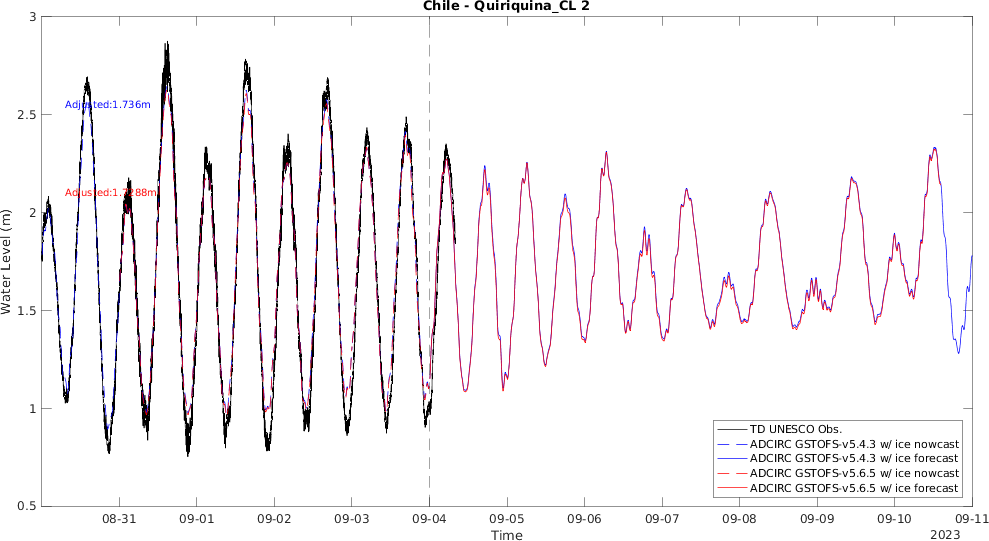 Chile - Quiriquina_CL 2
3
2.5
2
1.5
1
0.5
Water Level (m)
Adjusted:1.736m
Adjusted:1.7288m
TD UNESCO Obs.
ADCIRC GSTOFS-v5.4.3 w/ ice nowcast
ADCIRC GSTOFS-v5.4.3 w/ ice forecast
ADCIRC GSTOFS-v5.6.5 w/ ice nowcast
ADCIRC GSTOFS-v5.6.5 w/ ice forecast
08-31 09-01 09-02 09-03 09-04 09-05 09-06 09-07 09-08 09-09 09-10 09-11
Time
2023